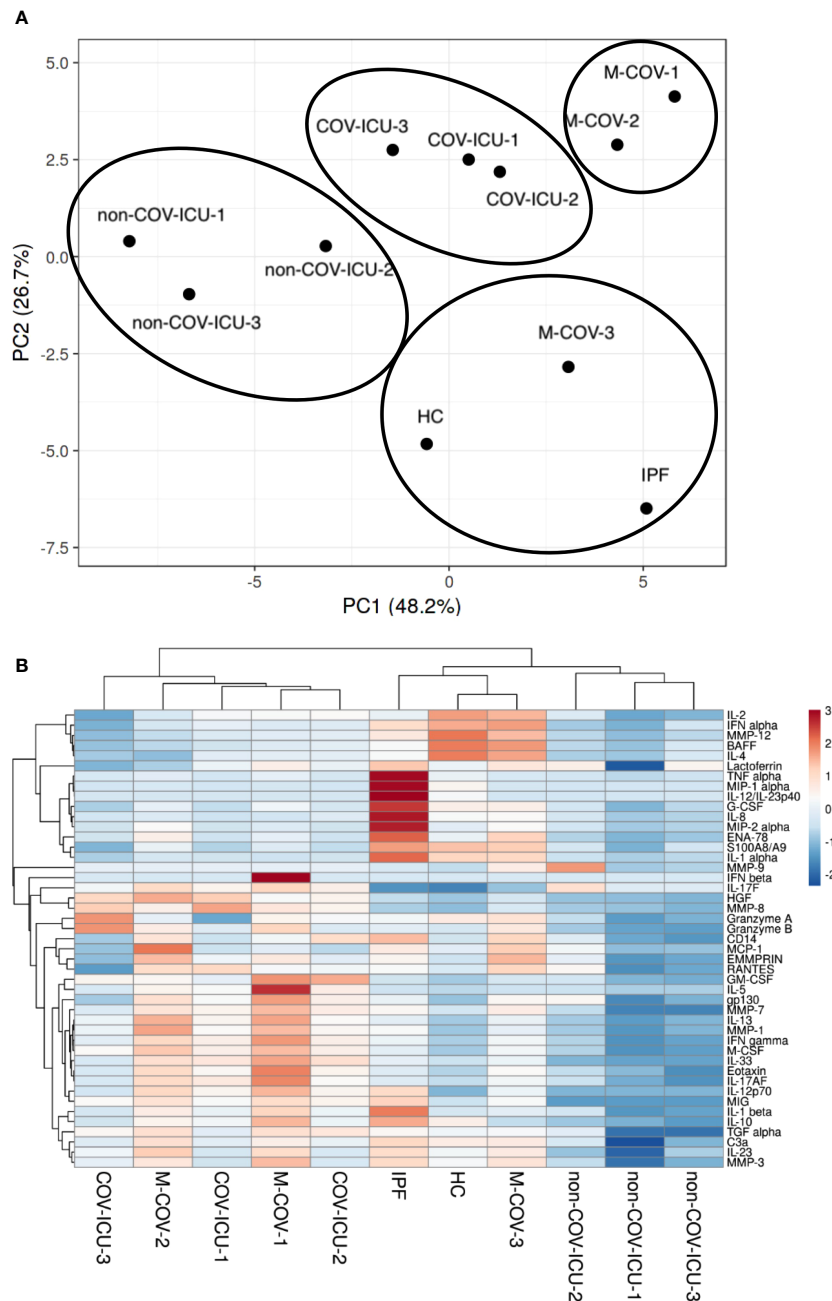 A
5.0
2.5
0.0
-2.5
-5.0
-7.5
PC2 (26.7%)
M-COV-1
M-COV-2
COV-ICU-3
COV-ICU-1
COV-ICU-2
non-COV-ICU-1
non-COV-ICU-2
non-COV-ICU-3
M-COV-3
HC
IPF
-5
0
5
PC1 (48.2%)
B
IL-2
IFN alpha
MMP-12
BAFF
IL-4
Lactoferrin
TNF alpha
MIP-1 alpha
IL-12/IL-23p40
G-CSF
IL-8
MIP-2 alpha
ENA-78
S100A8/A9
IL-1 alpha
MMP-9
IFN beta
IL-17F
HGF
MMP-8
Granzyme A
Granzyme B
CD14
MCP-1
EMMPRIN
RANTES
GM-CSF
IL-5
gp130
MMP-7
IL-13
MMP-1
IFN gamma
M-CSF
IL-33
Eotaxin
IL-17AF
IL-12p70
MIG
IL-1 beta
IL-10
TGF alpha
C3a
IL-23
MMP-3
3
2
1
0
-1
-2
COV-ICU-3
M-COV-2
COV-ICU-1
M-COV-1
COV-ICU-2
IPF
HC
M-COV-3
non-COV-ICU-2
non-COV-ICU-1
non-COV-ICU-3